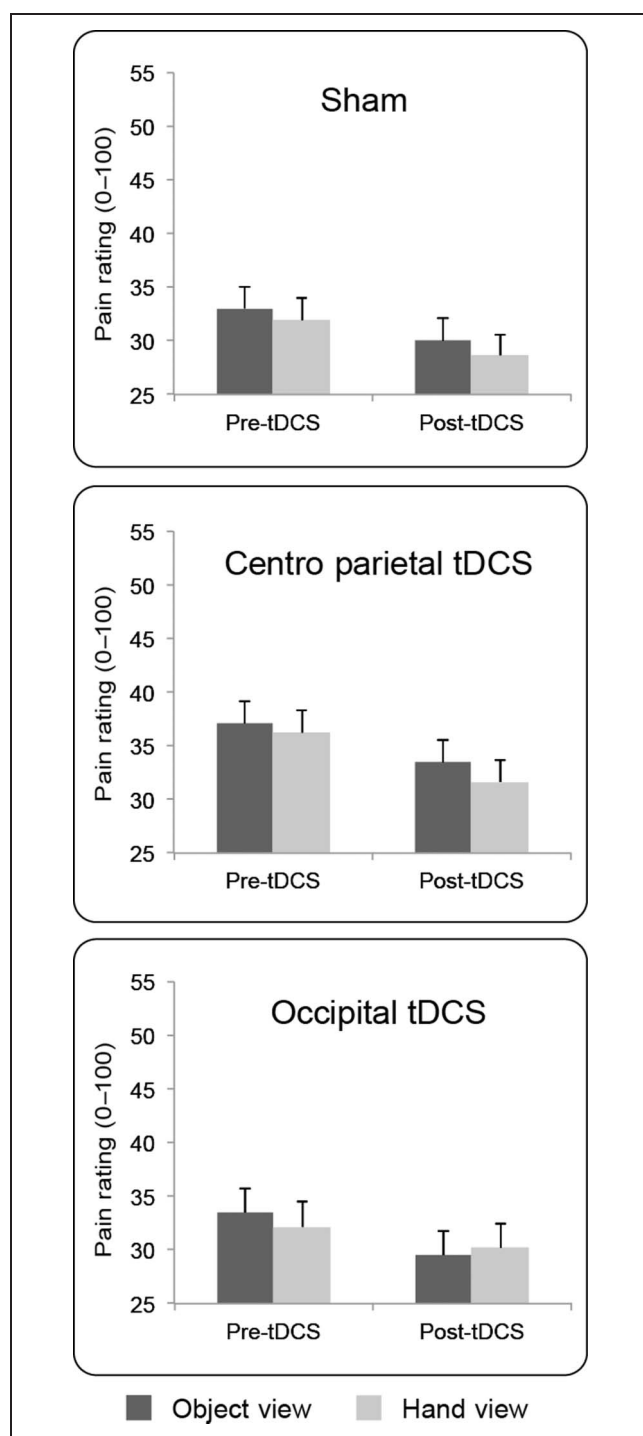 Sham
Pain rating (0–100)
55
50
45
40
35
30
25
Pre-tDCS Post-tDCS
Centro parietal tDCS
Pain rating (0–100)
55
50
45
40
35
30
25
Pre-tDCS Post-tDCS
Occipital tDCS
Pain rating (0–100)
55
50
45
40
35
30
25
Pre-tDCS Post-tDCS
Object view Hand view